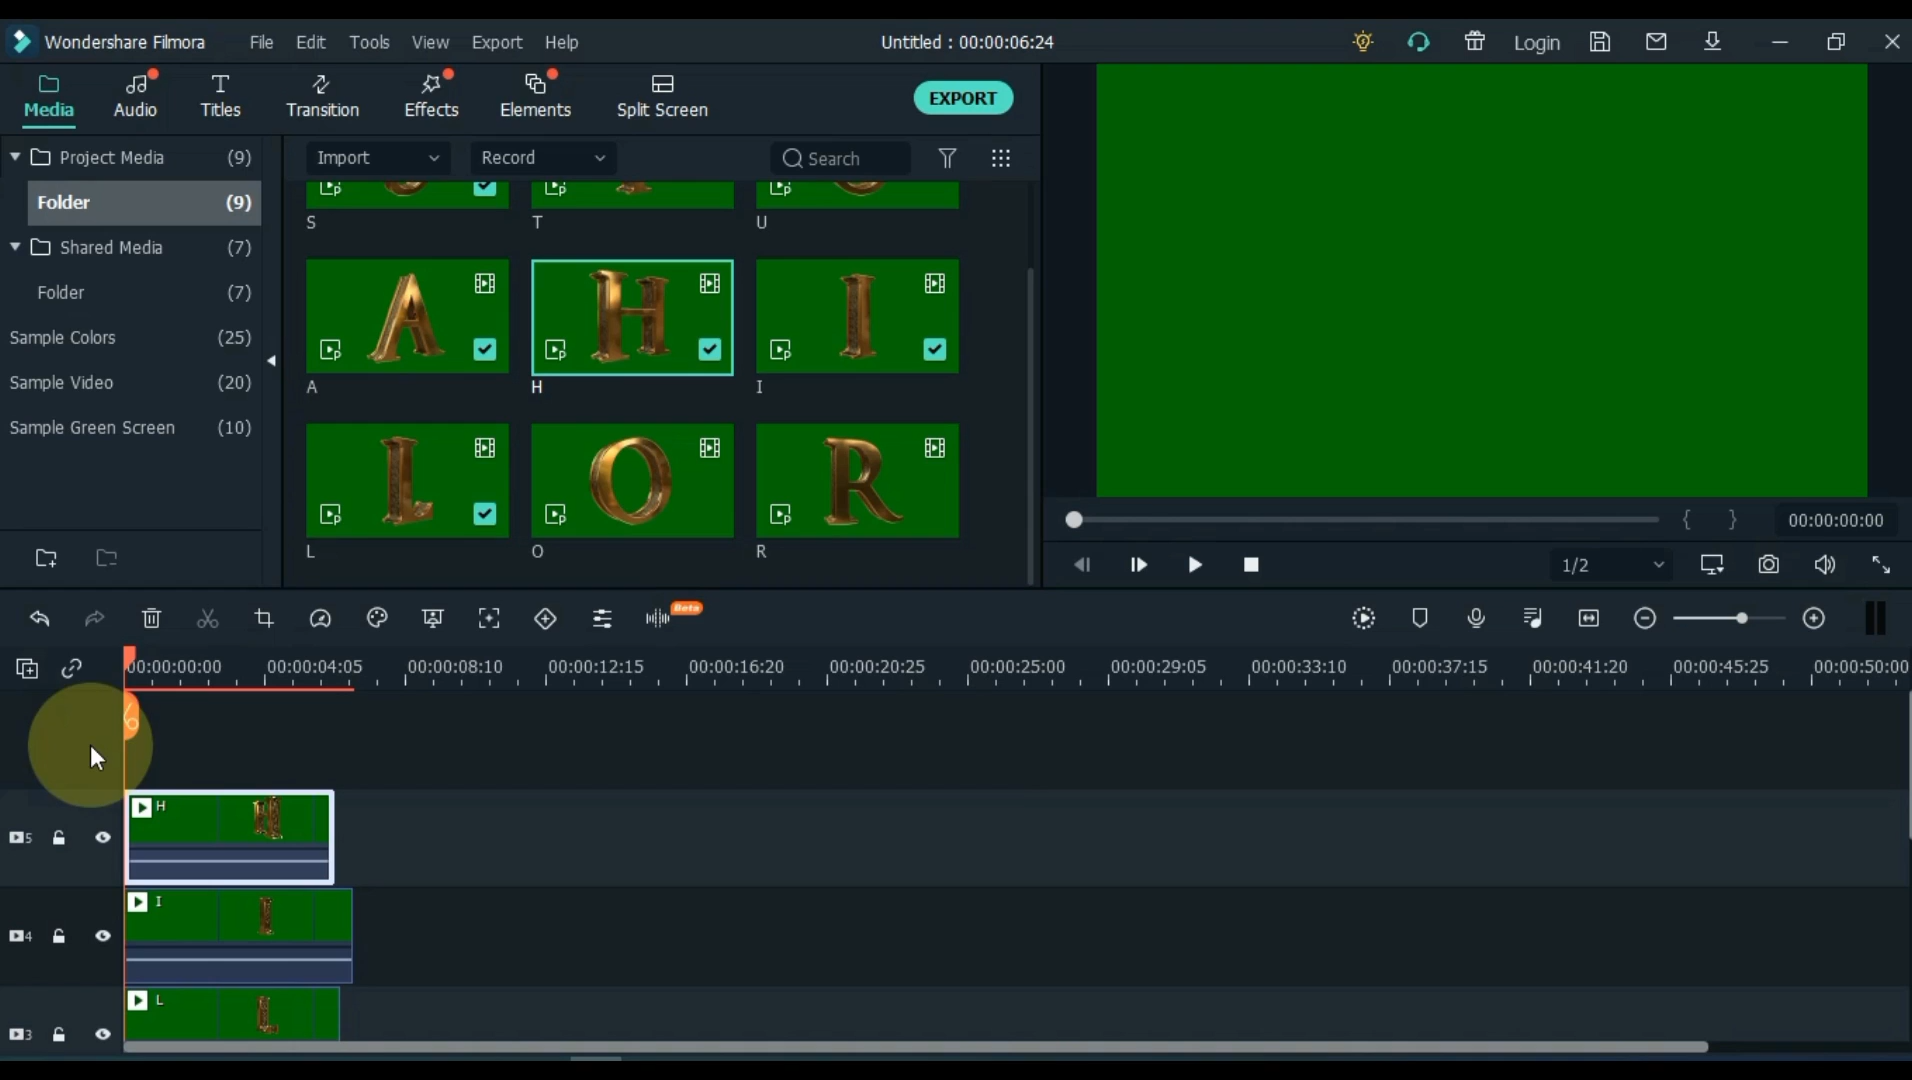 Wondershare Filmora File Edit Tools View Export Help Untitled : 00:00:06:24 Login
Media Audio Titles Transition Effects Elements Split Screen EXPORT
Project Media (9)
Folder (9)
Shared Media (7)
Folder (7)
Sample Colors (25)
Sample Video (20)
Sample Green Screen (10)
Import Record Search
S T U
A H I
A H I
L O R
L O R
{ } 00:00:00:00
1/2
Beta
00:00:00:00 00:00:04:05 00:00:08:10 00:00:12:15 00:00:16:20 00:00:20:25 00:00:25:00 00:00:29:05 00:00:33:10 00:00:37:15 00:00:41:20 00:00:45:25 00:00:50:00
H H
5
I I
4
L L
3